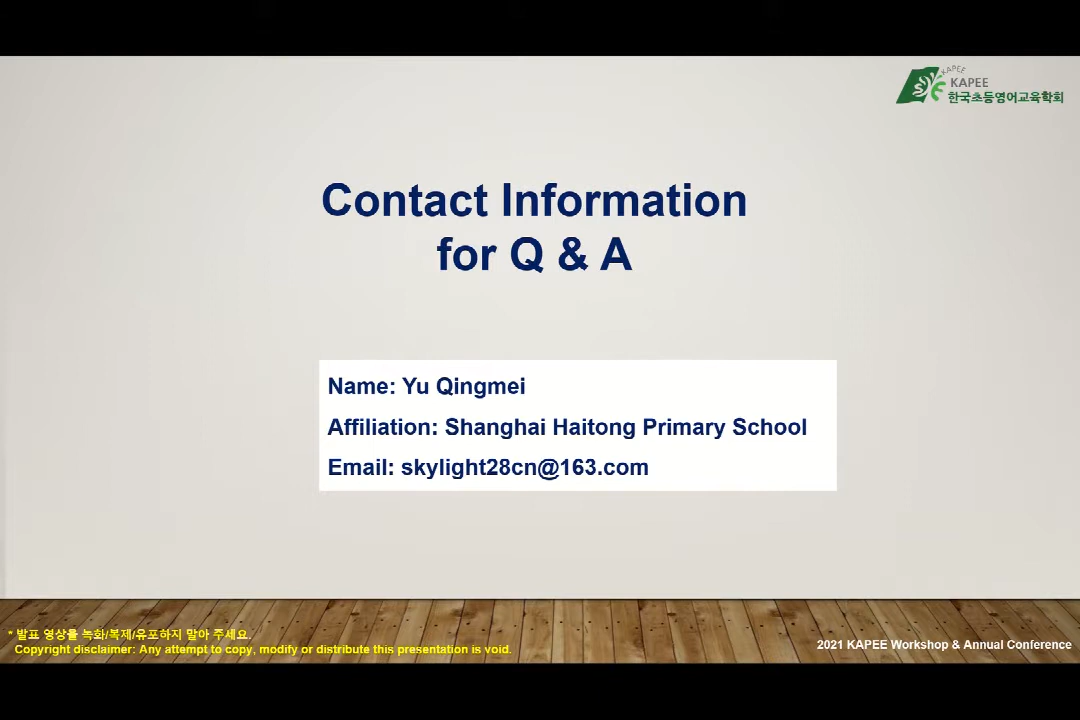 KAPEE
KAPEE
한국초등영어교육학회
Contact Information
for Q & A
Name: Yu Qingmei
Affiliation: Shanghai Haitong Primary School
Email: skylight28cn@163.com
* 발표 영상을 녹화/복제/유포하지 말아 주세요.
Copyright disclaimer: Any attempt to copy, modify or distribute this presentation is void.
2021 KAPEE Workshop & Annual Conference